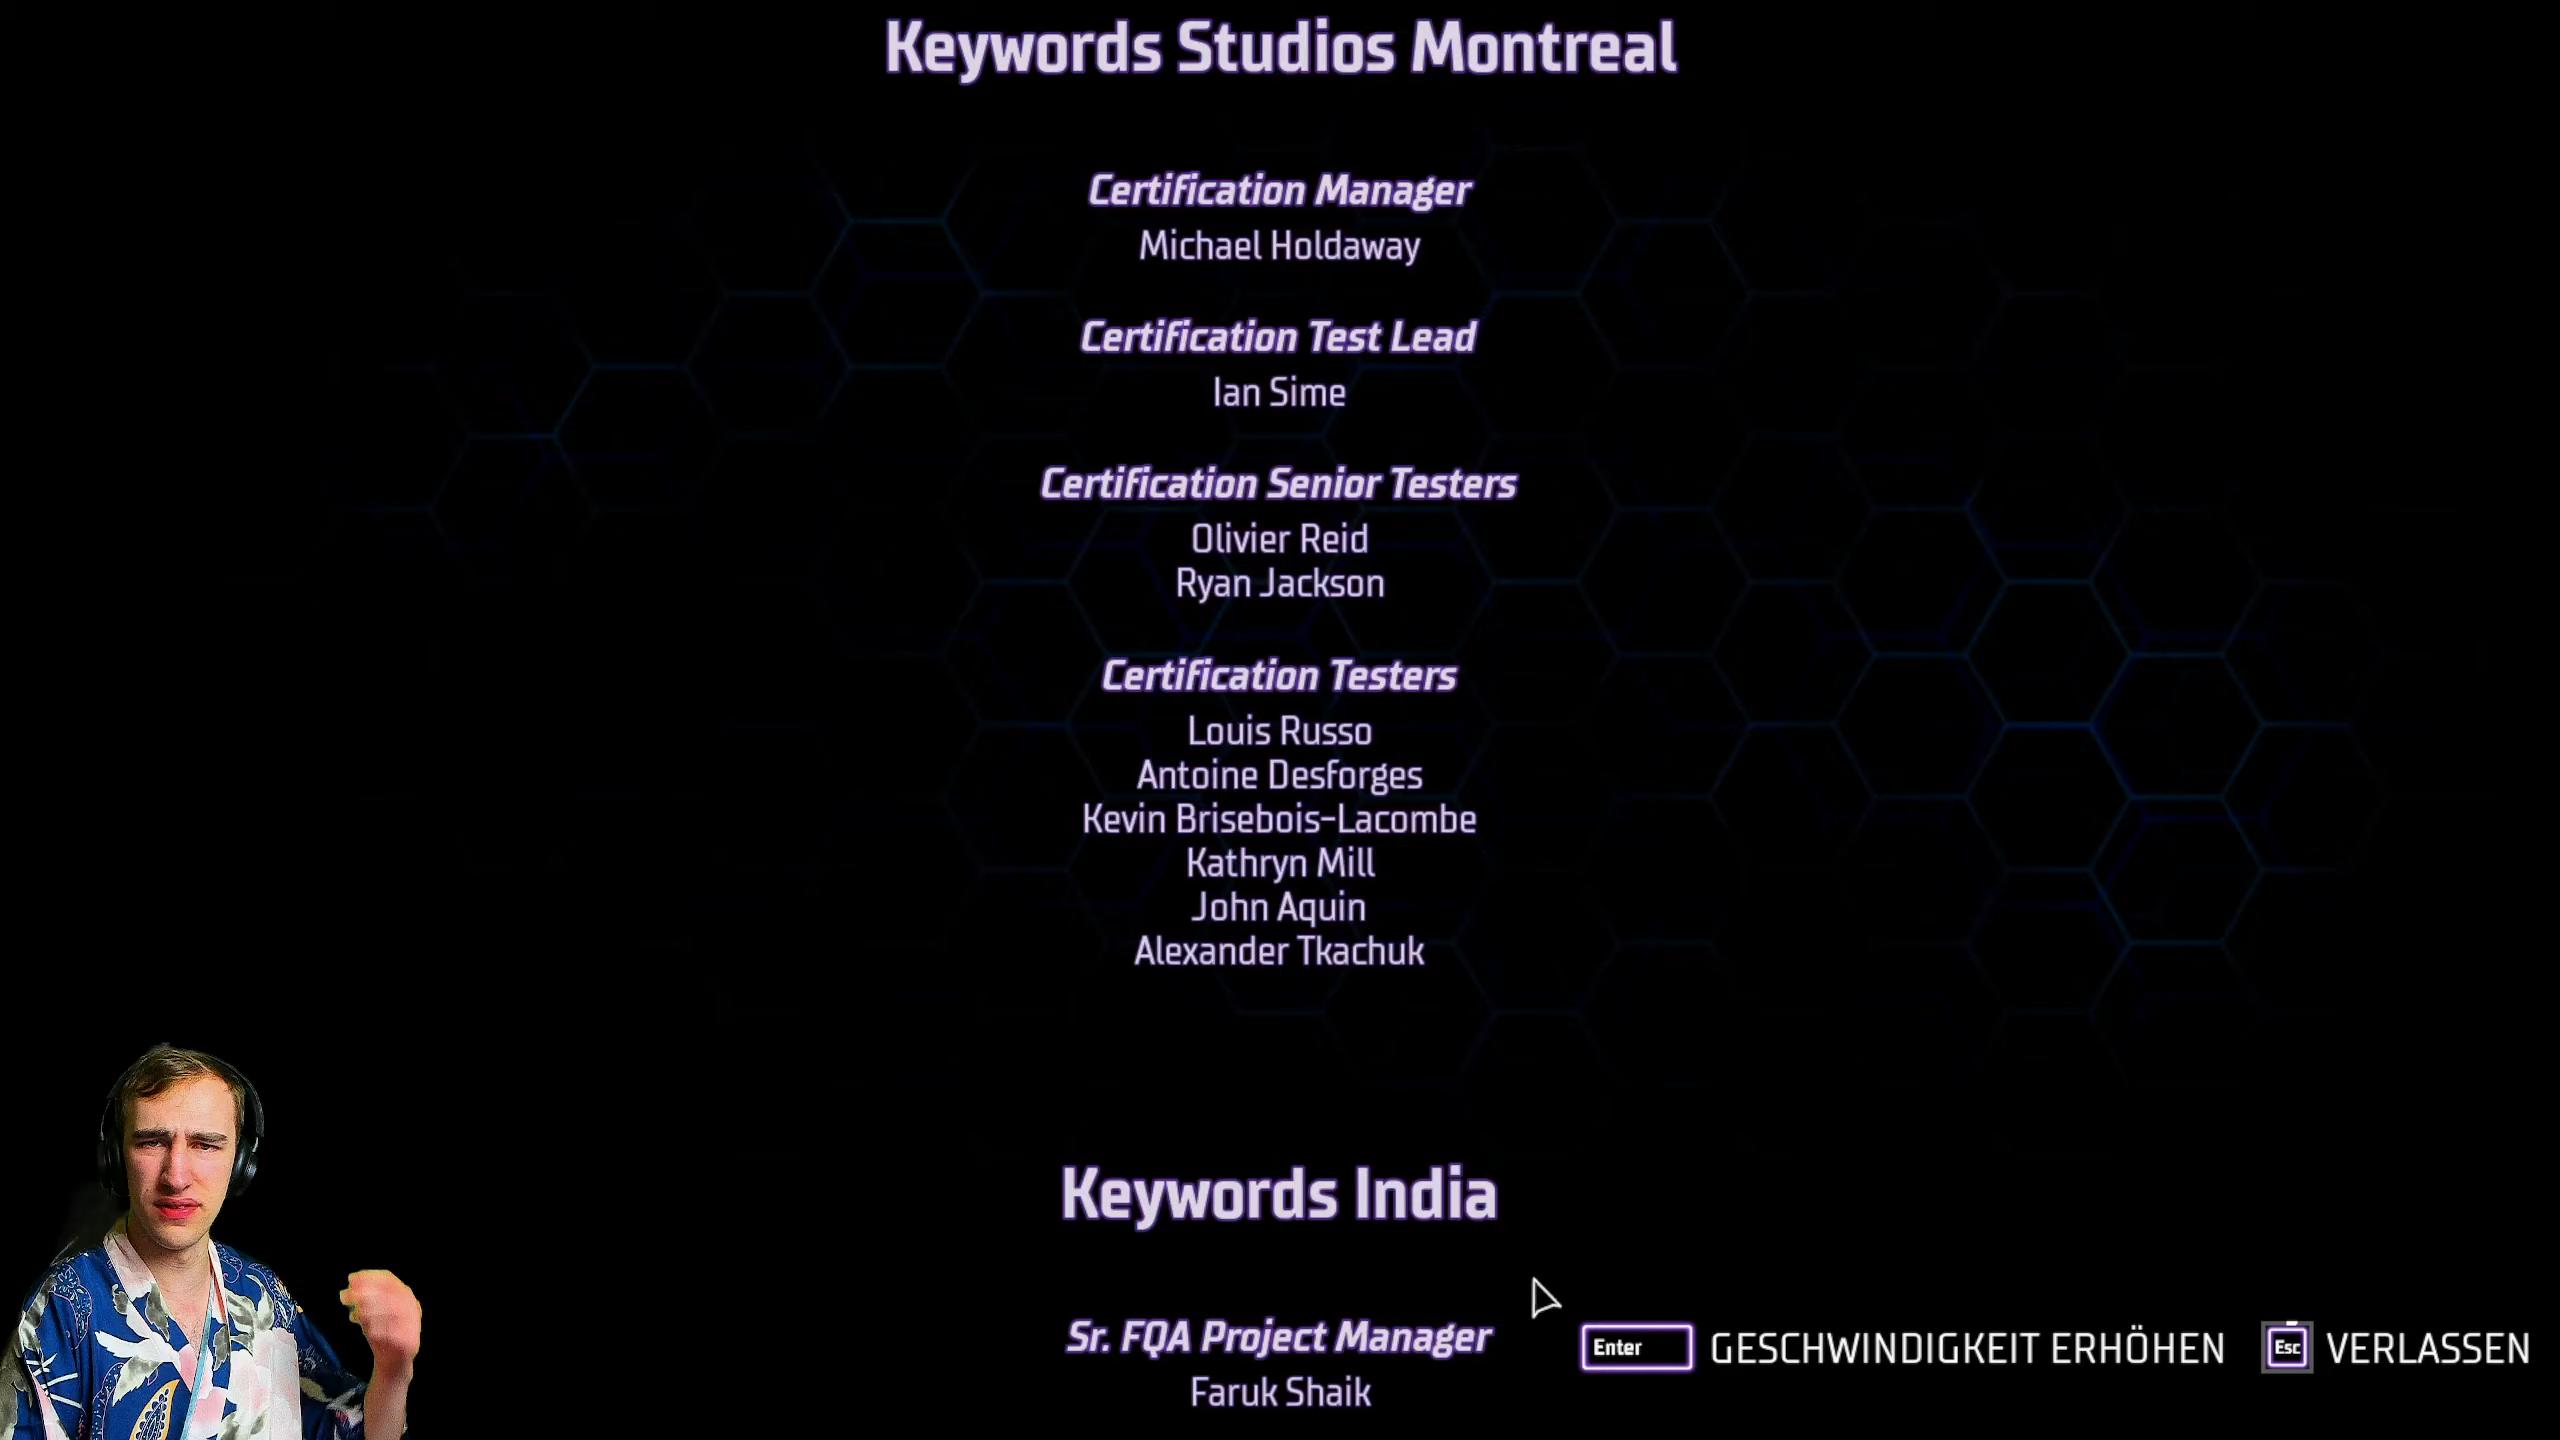 Keywords Studios Montreal
Certification Manager
Michael Holdaway
Certification Test Lead
Ian Sime
Certification Senior Testers
Olivier Reid
Ryan Jackson
Certification Testers
Louis Russo
Antoine Desforges
Kevin Brisebois-Lacombe
Kathryn Mill
John Aquin
Alexander Tkachuk
Keywords India
Sr. FQA Project Manager
Faruk Shaik
Enter GESCHWINDIGKEIT ERHÖHEN Esc VERLASSEN